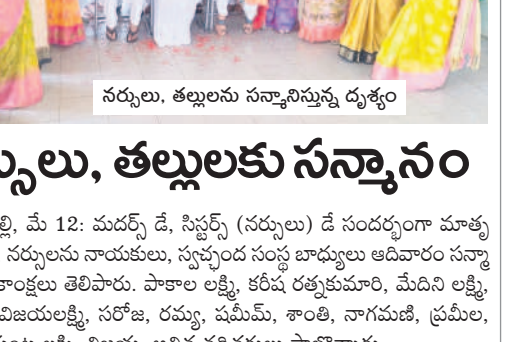 నర్సులు, తల్లులను సన్మానిస్తున్న దృశ్యం
ర్సులు, తల్లులకు సన్మానం
ల్లి, మే 12: మదర్స్ డే, సిస్టర్స్ (నర్సులు) డే సందర్భంగా మాతృ
నర్సులను నాయకులు, స్వచ్ఛంద సంస్థ బాధ్యులు ఆదివారం సన్మా
కాంక్షలు తెలిపారు. పాకాల లక్ష్మి, కరీష రత్నకుమారి, మేదిని లక్ష్మి,
విజయలక్ష్మి, సరోజ, రమ్య, షమీమ్, శాంతి, నాగమణి, ప్రమీల,